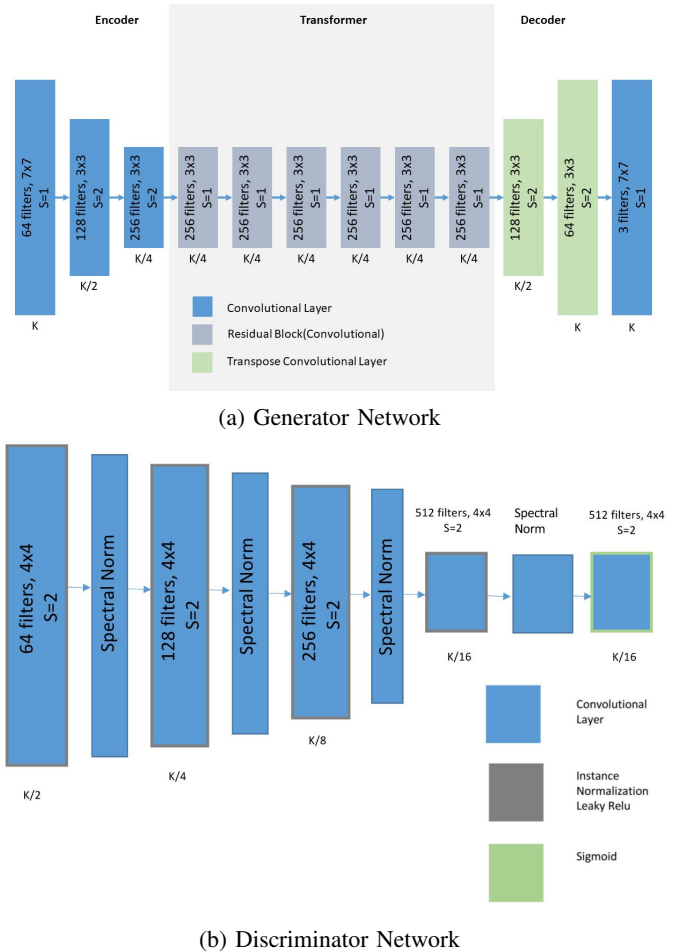 Encoder
Transformer
Decoder
64 filters, 7x7
S=1
K
128 filters, 3x3
S=2
K/2
256 filters, 3x3
S=2
K/4
256 filters, 3x3
S=1
K/4
256 filters, 3x3
S=1
K/4
256 filters, 3x3
S=1
K/4
256 filters, 3x3
S=1
K/4
256 filters, 3x3
S=1
K/4
256 filters, 3x3
S=1
K/4
128 filters, 3x3
S=2
K/2
64 filters, 3x3
S=2
K
3 filters, 7x7
S=1
K
Convolutional Layer
Residual Block(Convolutional)
Transpose Convolutional Layer
(a) Generator Network
64 filters, 4x4
S=2
K/2
Spectral Norm
128 filters, 4x4
S=2
K/4
Spectral Norm
256 filters, 4x4
S=2
K/8
Spectral Norm
512 filters, 4x4
S=2
K/16
Spectral
Norm
512 filters, 4x4
S=2
K/16
Convolutional
Layer
Instance
Normalization
Leaky Relu
Sigmoid
(b) Discriminator Network